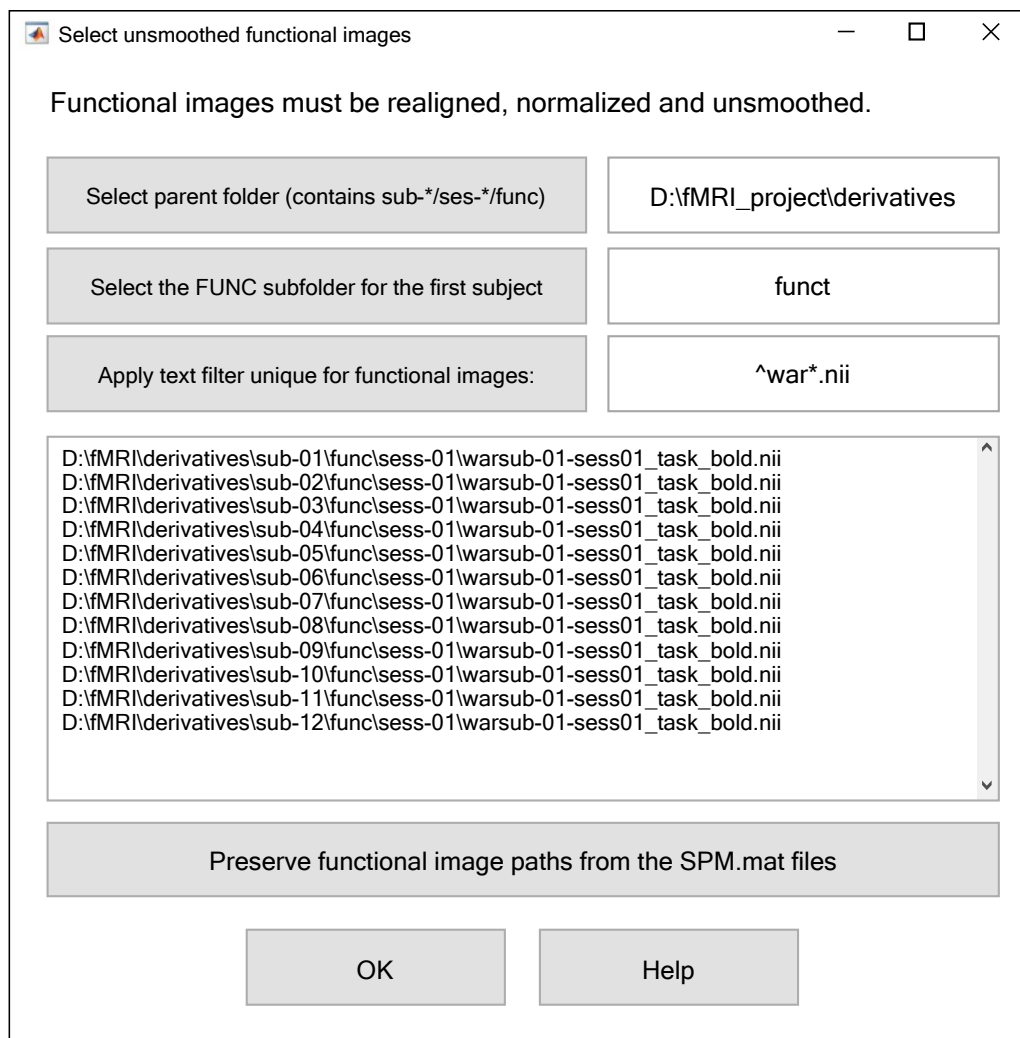 Select unsmoothed functional images
Functional images must be realigned, normalized and unsmoothed.
Select parent folder (contains sub-*/ses-*/func)
D:\fMRI_project\derivatives
Select the FUNC subfolder for the first subject
funct
Apply text filter unique for functional images:
^war*.nii
D:\fMRI\derivatives\sub-01\func\sess-01\warsub-01-sess01_task_bold.nii
D:\fMRI\derivatives\sub-02\func\sess-01\warsub-01-sess01_task_bold.nii
D:\fMRI\derivatives\sub-03\func\sess-01\warsub-01-sess01_task_bold.nii
D:\fMRI\derivatives\sub-04\func\sess-01\warsub-01-sess01_task_bold.nii
D:\fMRI\derivatives\sub-05\func\sess-01\warsub-01-sess01_task_bold.nii
D:\fMRI\derivatives\sub-06\func\sess-01\warsub-01-sess01_task_bold.nii
D:\fMRI\derivatives\sub-07\func\sess-01\warsub-01-sess01_task_bold.nii
D:\fMRI\derivatives\sub-08\func\sess-01\warsub-01-sess01_task_bold.nii
D:\fMRI\derivatives\sub-09\func\sess-01\warsub-01-sess01_task_bold.nii
D:\fMRI\derivatives\sub-10\func\sess-01\warsub-01-sess01_task_bold.nii
D:\fMRI\derivatives\sub-11\func\sess-01\warsub-01-sess01_task_bold.nii
D:\fMRI\derivatives\sub-12\func\sess-01\warsub-01-sess01_task_bold.nii
Preserve functional image paths from the SPM.mat files
OK
Help